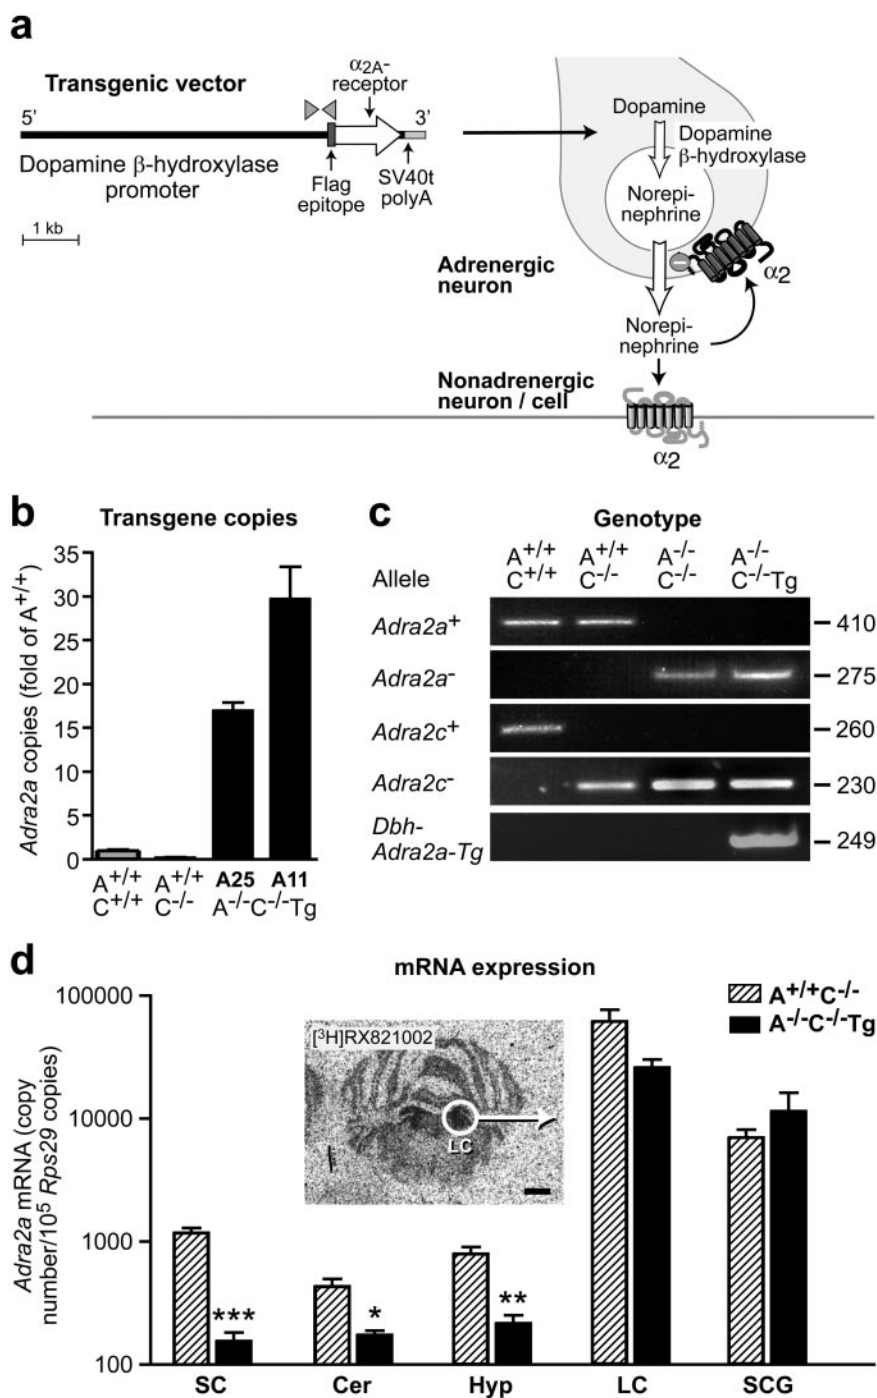 a
Transgenic vector
α2A-
receptor
5'
3'
Dopamine β-hydroxylase
promoter
Flag
epitope
SV40t
polyA
1 kb
Dopamine
Dopamine
β-hydroxylase
Norepi-
nephrine
Adrenergic
neuron
−
α2
Norepi-
nephrine
Nonadrenergic
neuron / cell
α2
b
Transgene copies
Adra2a copies (fold of A+/+)
35
30
25
20
15
10
5
0
A+/+
C+/+
A+/+
C-/-
A25
A11
A-/-C-/-Tg
c
Genotype
Allele
A+/+
C+/+
A+/+
C-/-
A-/-
C-/-
A-/-
C-/-Tg
Adra2a+
410
Adra2a-
275
Adra2c+
260
Adra2c-
230
Dbh-
Adra2a-Tg
249
d
mRNA expression
Adra2a mRNA (copy
number/10^5 Rps29 copies)
100000
10000
1000
100
A+/+C-/-
A-/-C-/-Tg
[3H]RX821002
LC
***
*
**
SC
Cer
Hyp
LC
SCG